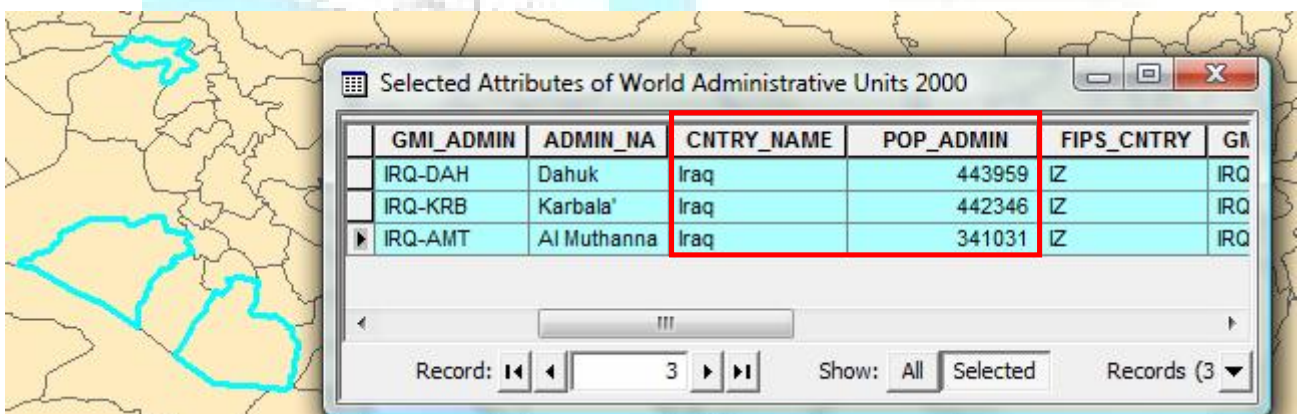 Selected Attributes of World Administrative Units 2000
GMI_ADMIN ADMIN_NA CNTRY_NAME POP_ADMIN FIPS_CNTRY
IRQ-DAH Dahuk Iraq 443959 IZ IRQ
IRQ-KRB Karbala' Iraq 442346 IZ IRQ
IRQ-AMT Al Muthanna Iraq 341031 IZ IRQ
Record: 3 Show: All Selected Records (3